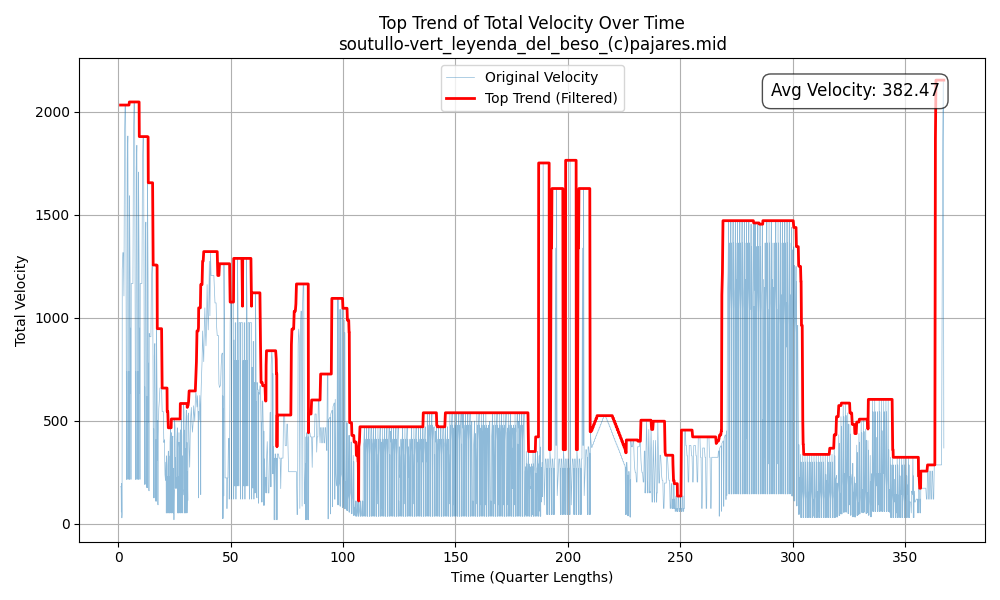 Top Trend of Total Velocity Over Time
soutullo-vert_leyenda_del_beso_(c)pajares.mid
Original Velocity
Top Trend (Filtered)
Avg Velocity: 382.47
Total Velocity
2000
1500
1000
500
0
0 50 100 150 200 250 300 350
Time (Quarter Lengths)